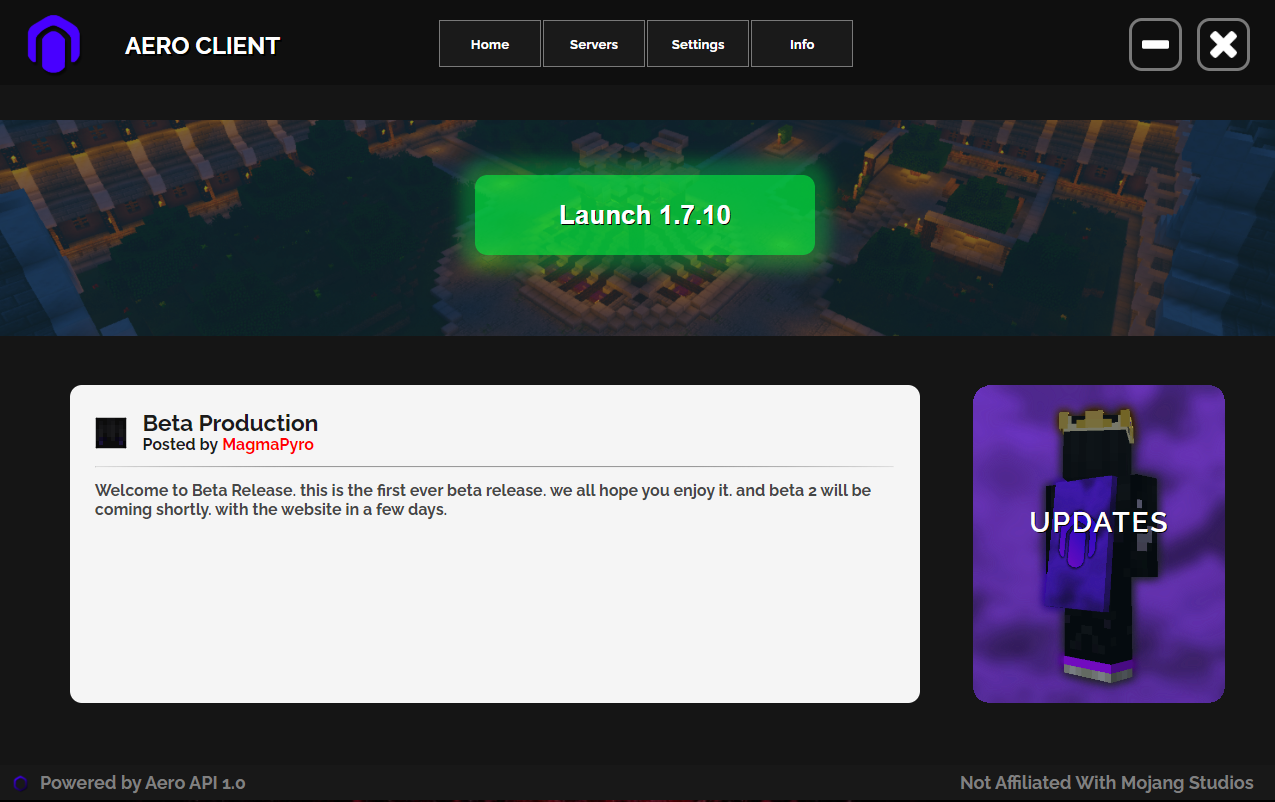 AERO CLIENT
Home
Servers
Settings
Info
Launch 1.7.10
Beta Production
Posted by MagmaPyro
Welcome to Beta Release. this is the first ever beta release. we all hope you enjoy it. and beta 2 will be
coming shortly. with the website in a few days.
UPDATES
Powered by Aero API 1.0
Not Affiliated With Mojang Studios